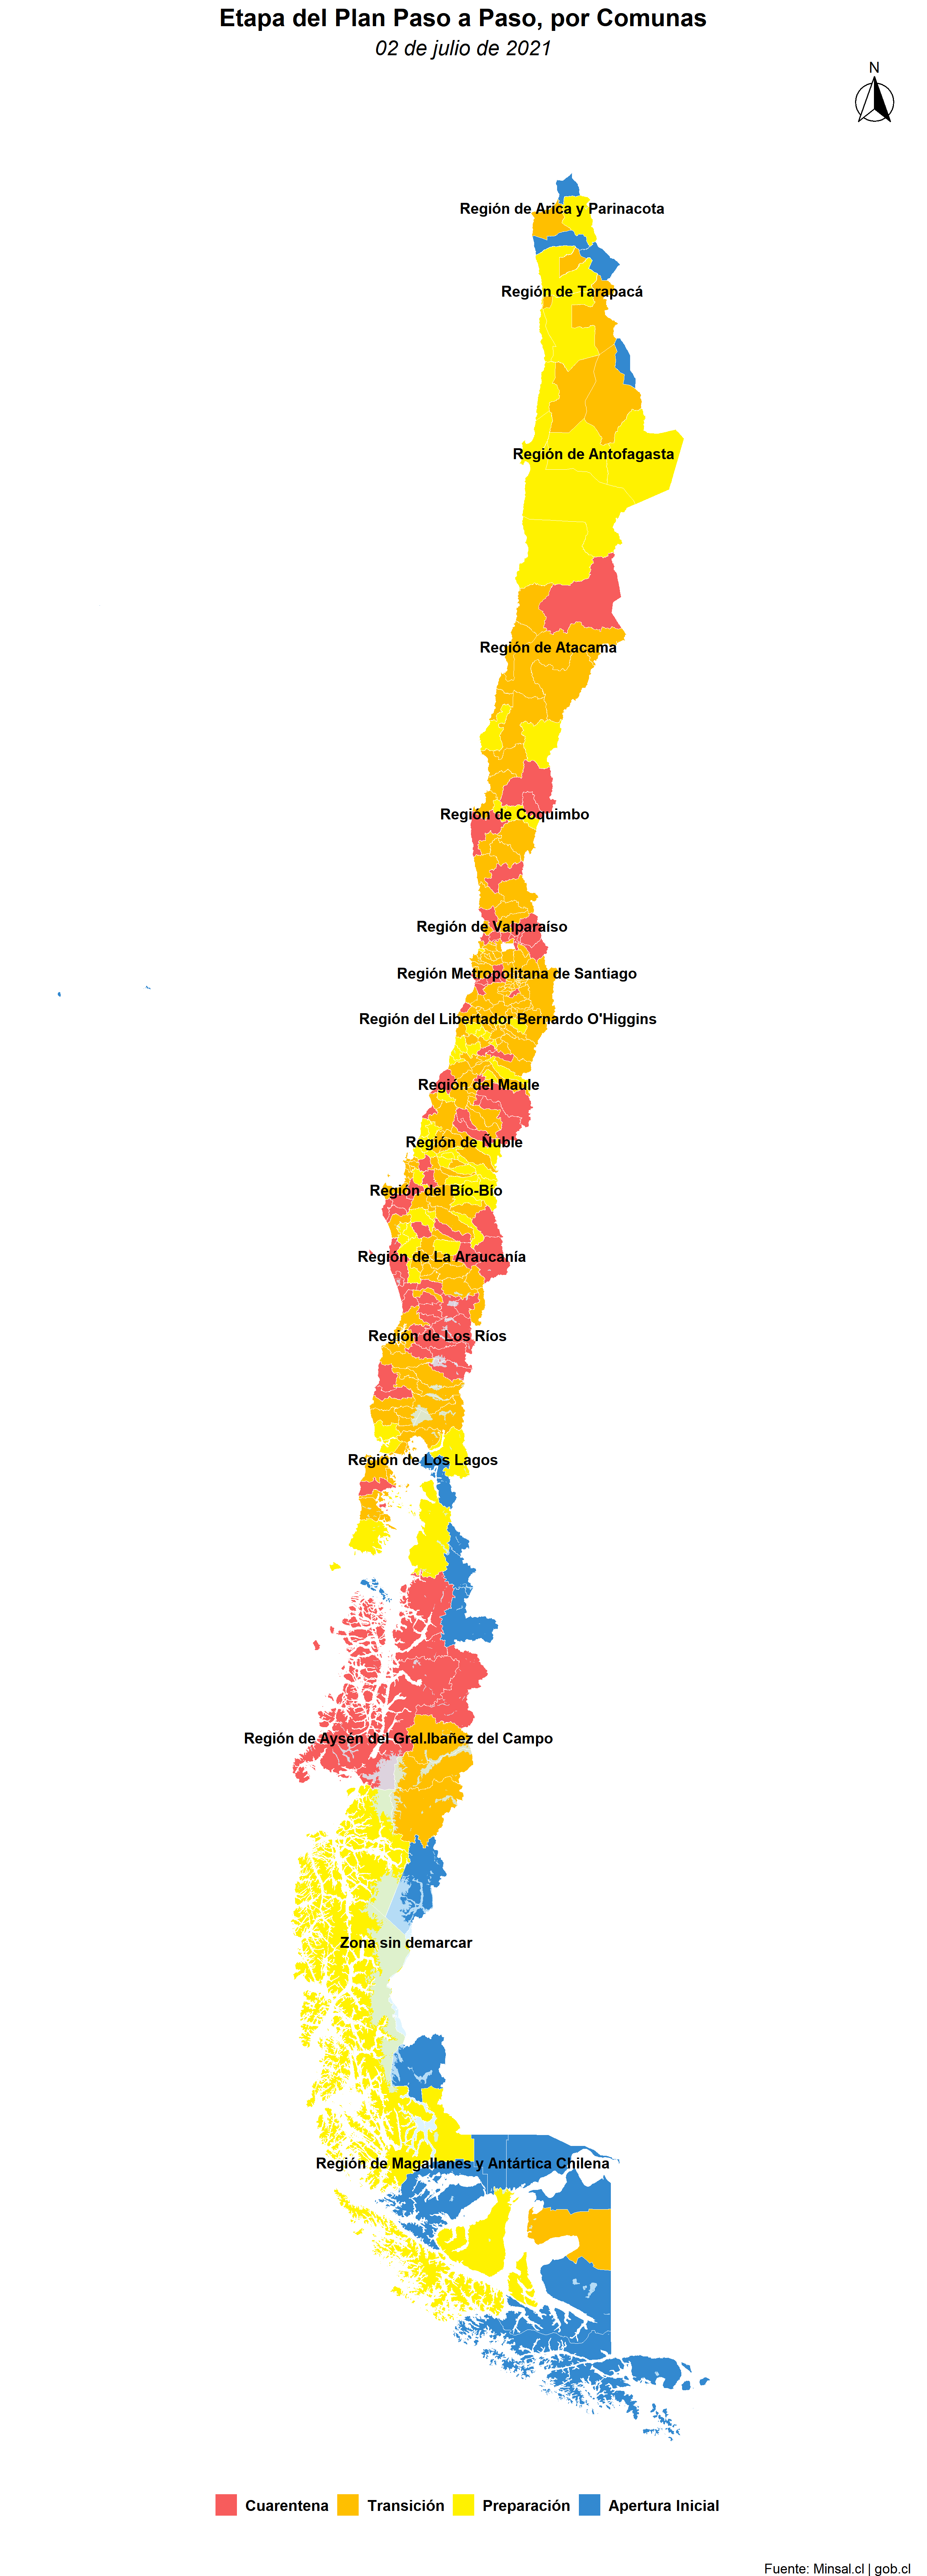 Etapa del Plan Paso a Paso, por Comunas
02 de julio de 2021
N
Región de Arica y Parinacota
Región de Tarapacá
Región de Antofagasta
Región de Atacama
Región de Coquimbo
Región de Valparaíso
Región Metropolitana de Santiago
Región del Libertador Bernardo O'Higgins
Región del Maule
Región de Ñuble
Región del Bío-Bío
Región de La Araucanía
Región de Los Ríos
Región de Los Lagos
Región de Aysén del Gral.Ibañez del Campo
Zona sin demarcar
Región de Magallanes y Antártica Chilena
Cuarentena Transición Preparación Apertura Inicial
Fuente: Minsal.cl | gob.cl